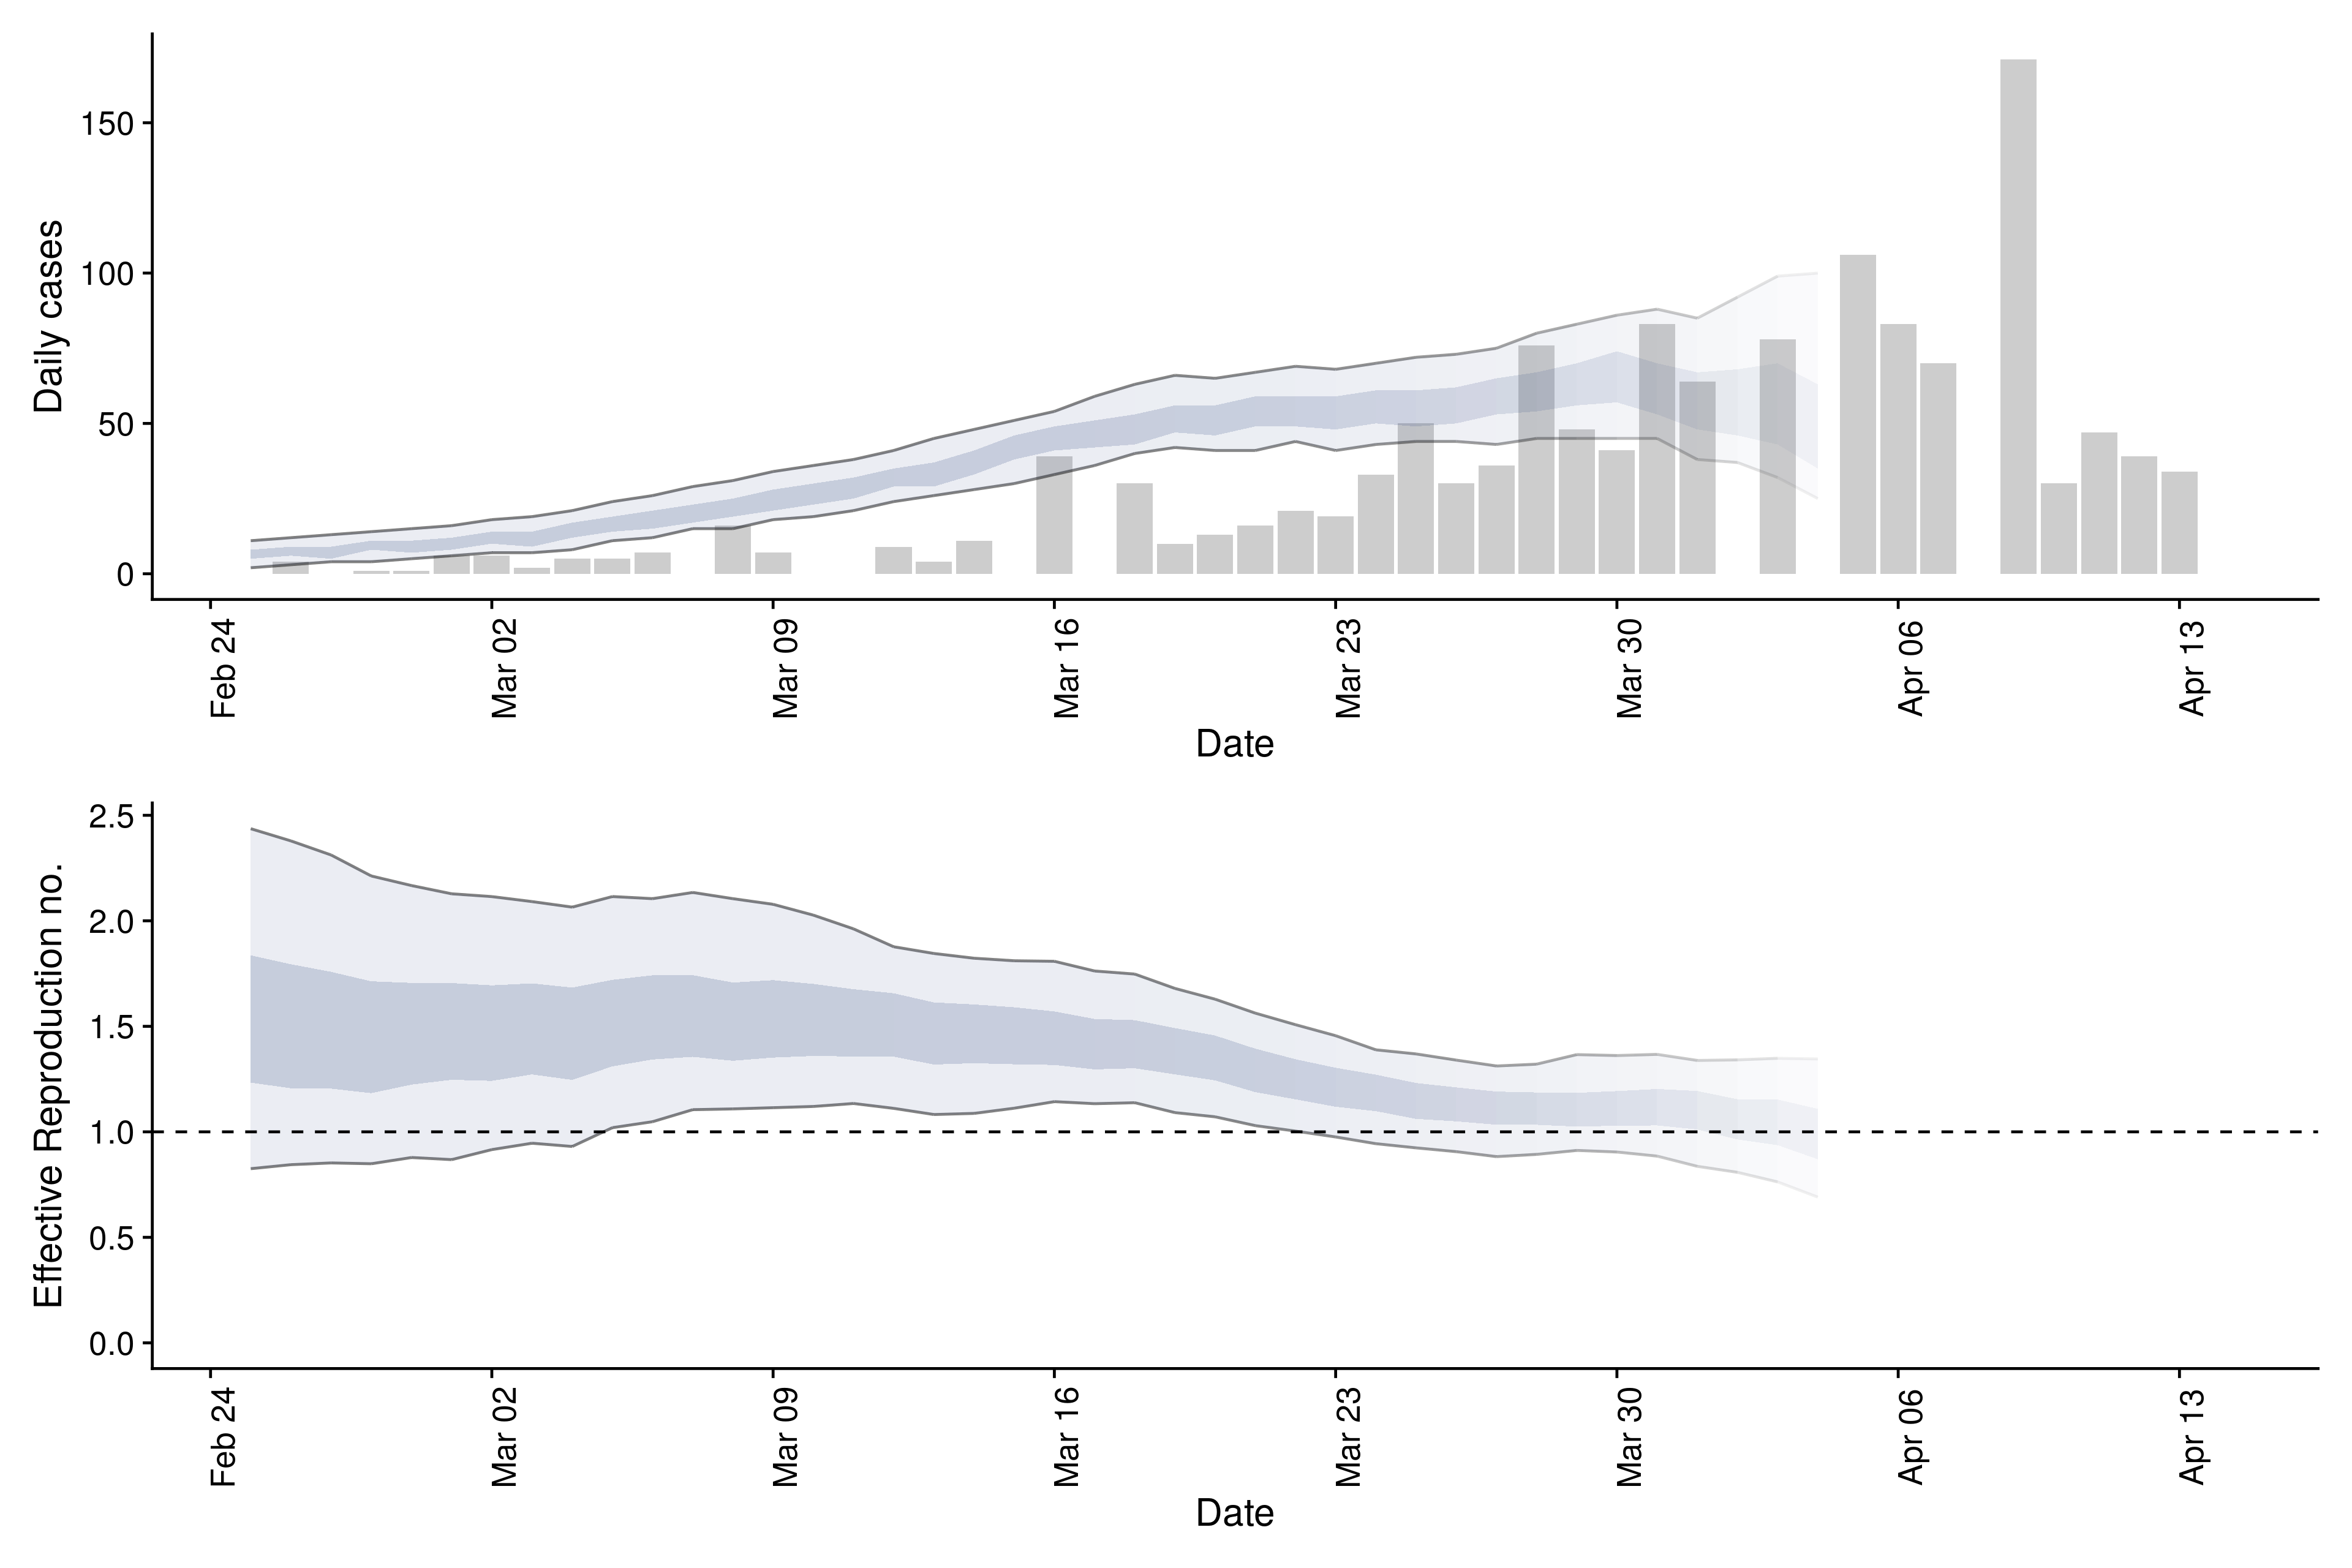 Daily cases
150
100
50
0
Feb 24
Mar 02
Mar 09
Mar 16
Mar 23
Mar 30
Apr 06
Apr 13
Date
Effective Reproduction no.
2.5
2.0
1.5
1.0
0.5
0.0
Feb 24
Mar 02
Mar 09
Mar 16
Mar 23
Mar 30
Apr 06
Apr 13
Date